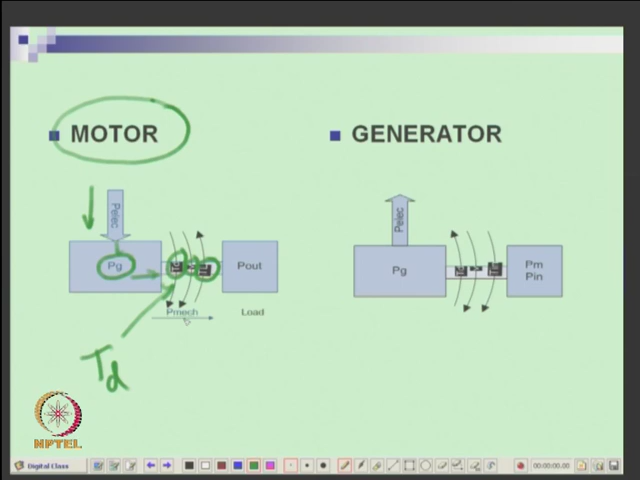 MOTOR
GENERATOR
Pelec
Pelec
Pg
Pout
Pg
Pm
Pin
Pmech
Load
Td
NPTEL
Digital Class
00:00:00.00